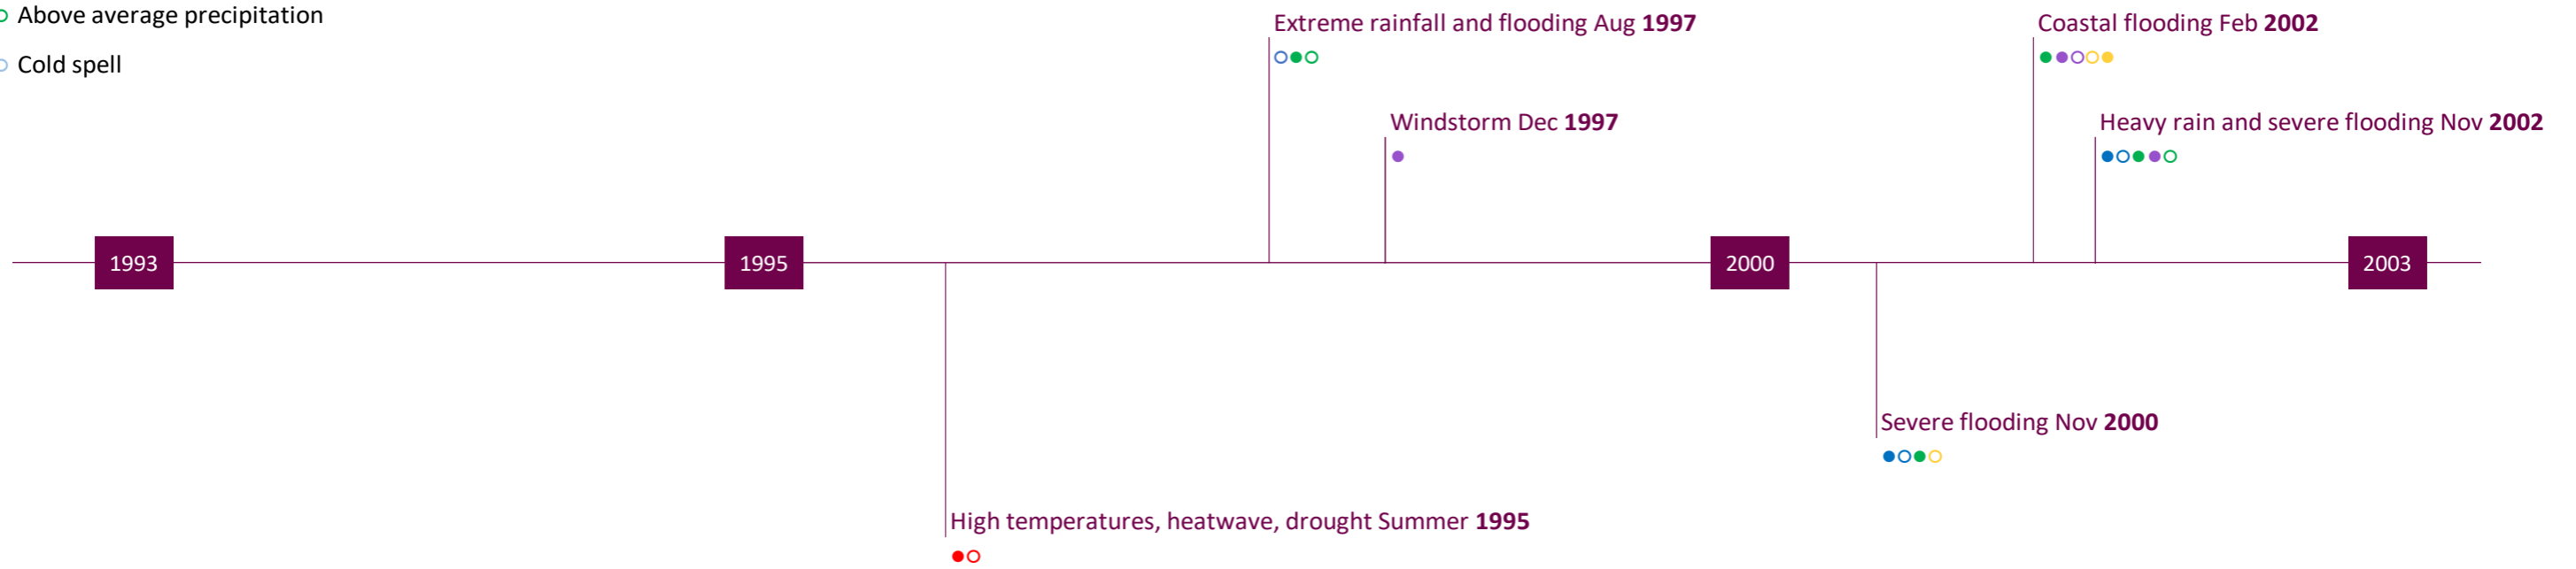 Above average precipitation
Cold spell
Extreme rainfall and flooding Aug 1997
Coastal flooding Feb 2002
Windstorm Dec 1997
Heavy rain and severe flooding Nov 2002
1993
1995
2000
2003
Severe flooding Nov 2000
High temperatures, heatwave, drought Summer 1995